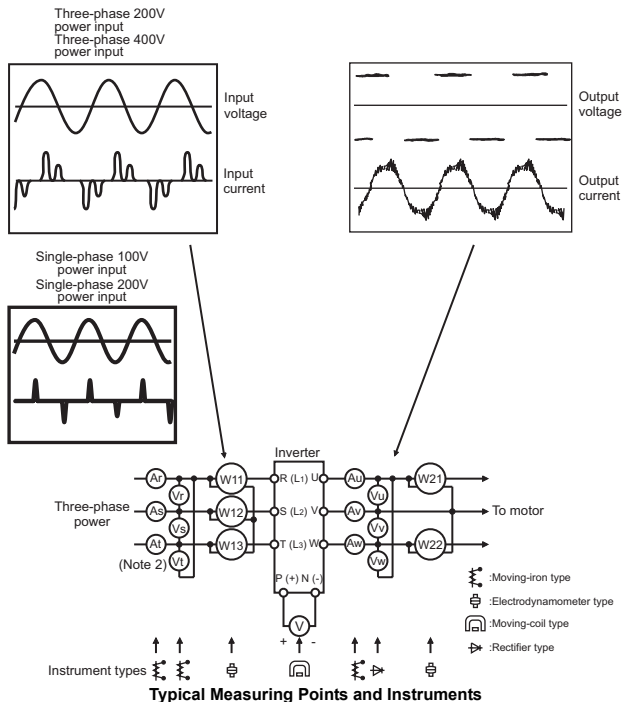 Three-phase 200V
power input
Three-phase 400V
power input
Input
voltage
Input
current
Output
voltage
Output
current
Single-phase 100V
power input
Single-phase 200V
power input
Inverter
Ar
Vr
W11
R (L1) U
Au
Vu
W21
Three-phase
power
As
Vs
W12
S (L2) V
Av
Vv
To motor
At
Vt
W13
T (L3) W
Aw
Vw
W22
(Note 2)
P (+) N (-)
V
+ -
:Moving-iron type
:Electrodynamometer type
:Moving-coil type
:Rectifier type
Instrument types
Typical Measuring Points and Instruments